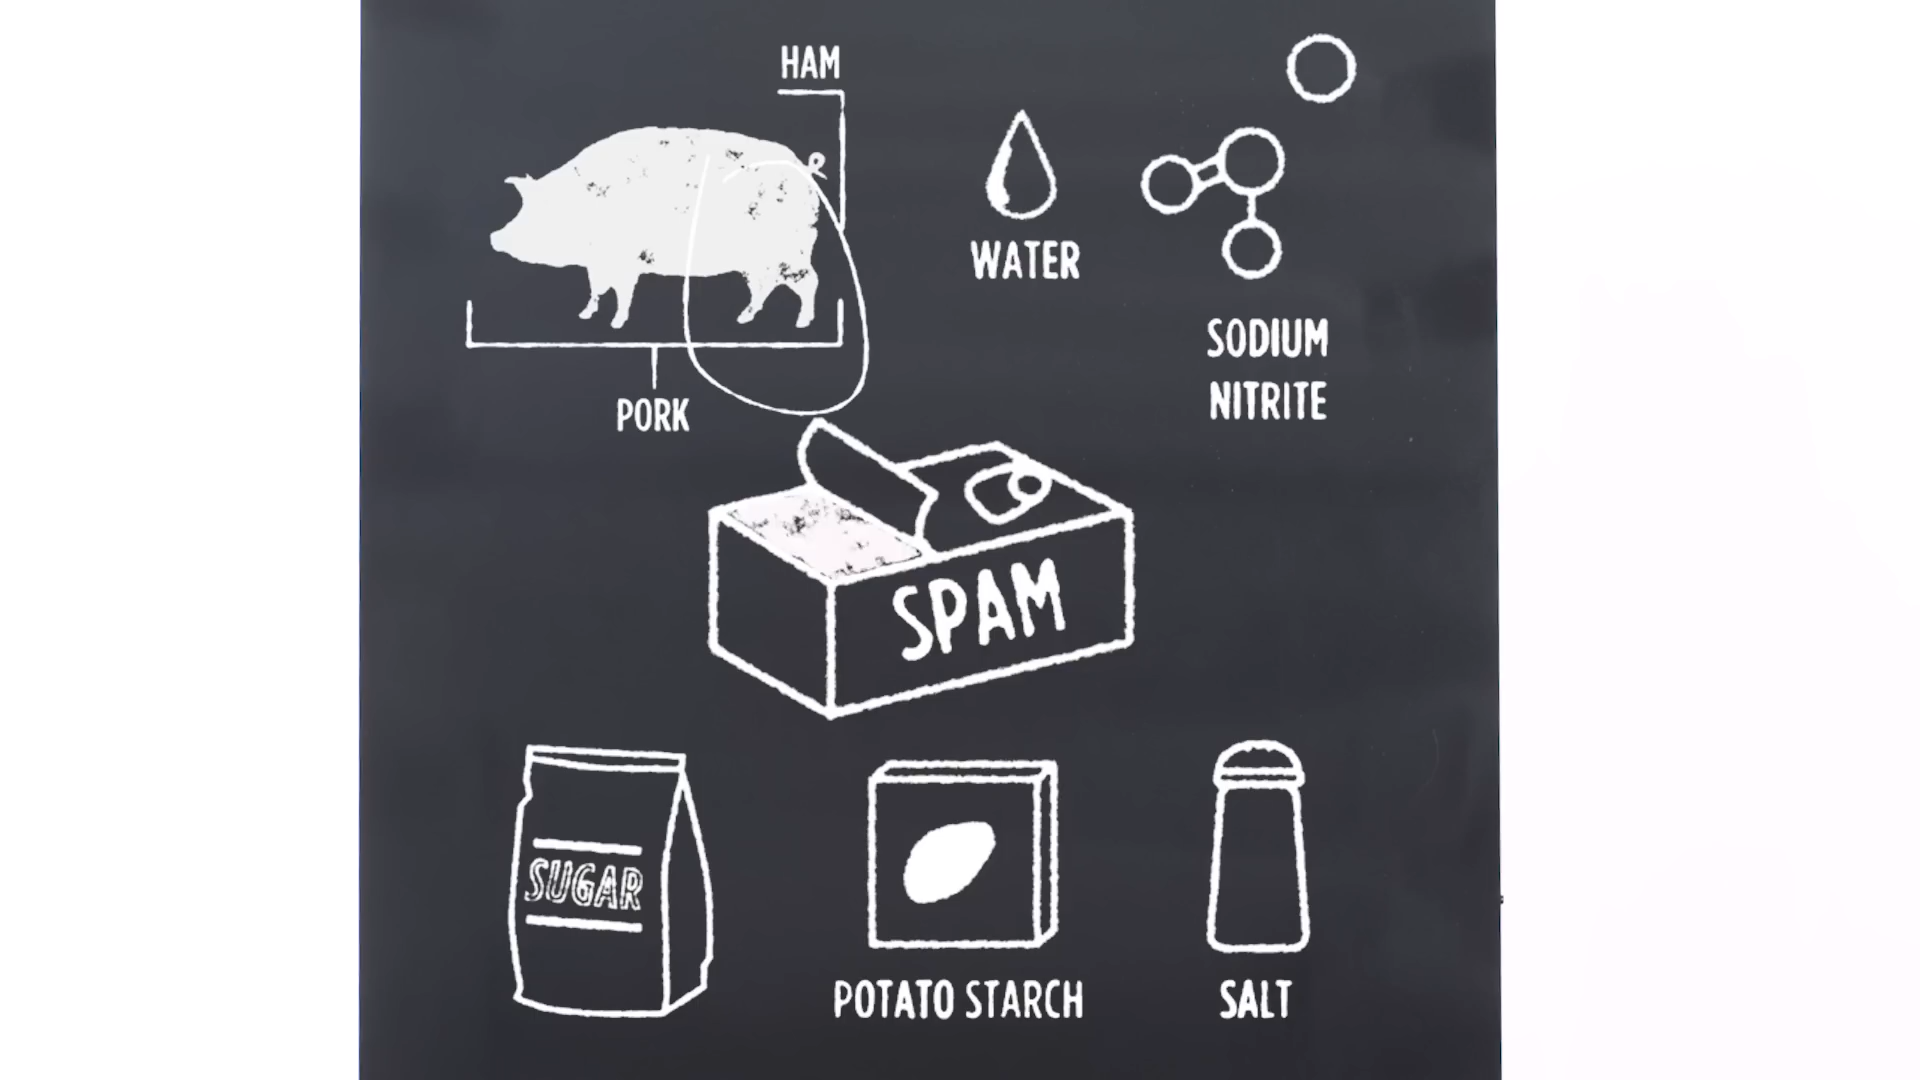 HAM
WATER
SODIUM
NITRITE
PORK
SPAM
SUGAR
POTATO STARCH
SALT